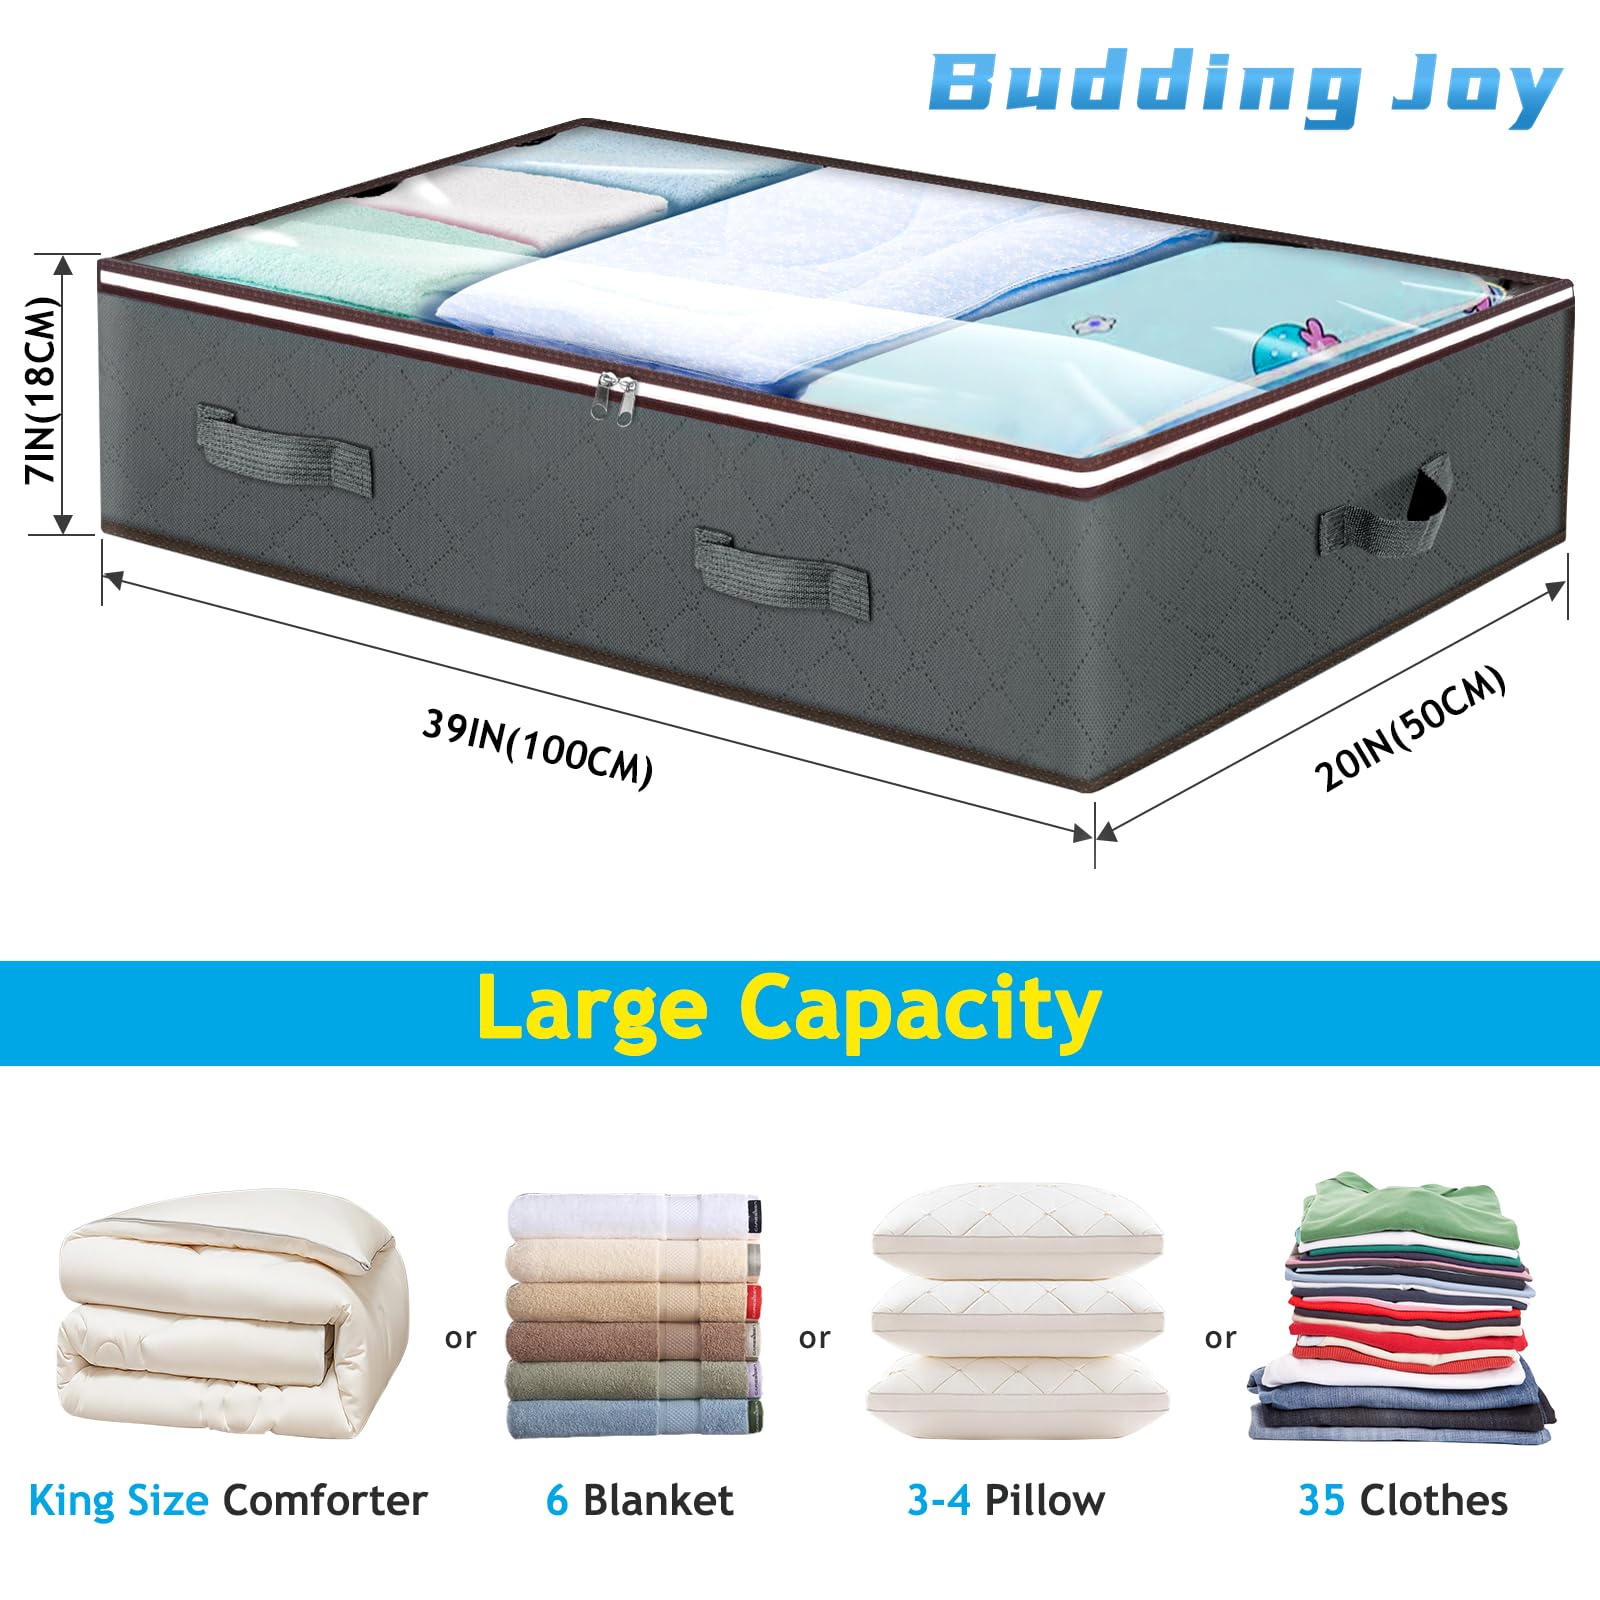 Budding Joy
7IN(18CM)
39IN(100CM)
20IN(50CM)
Large Capacity
or
or
or
King Size Comforter
6 Blanket
3-4 Pillow
35 Clothes